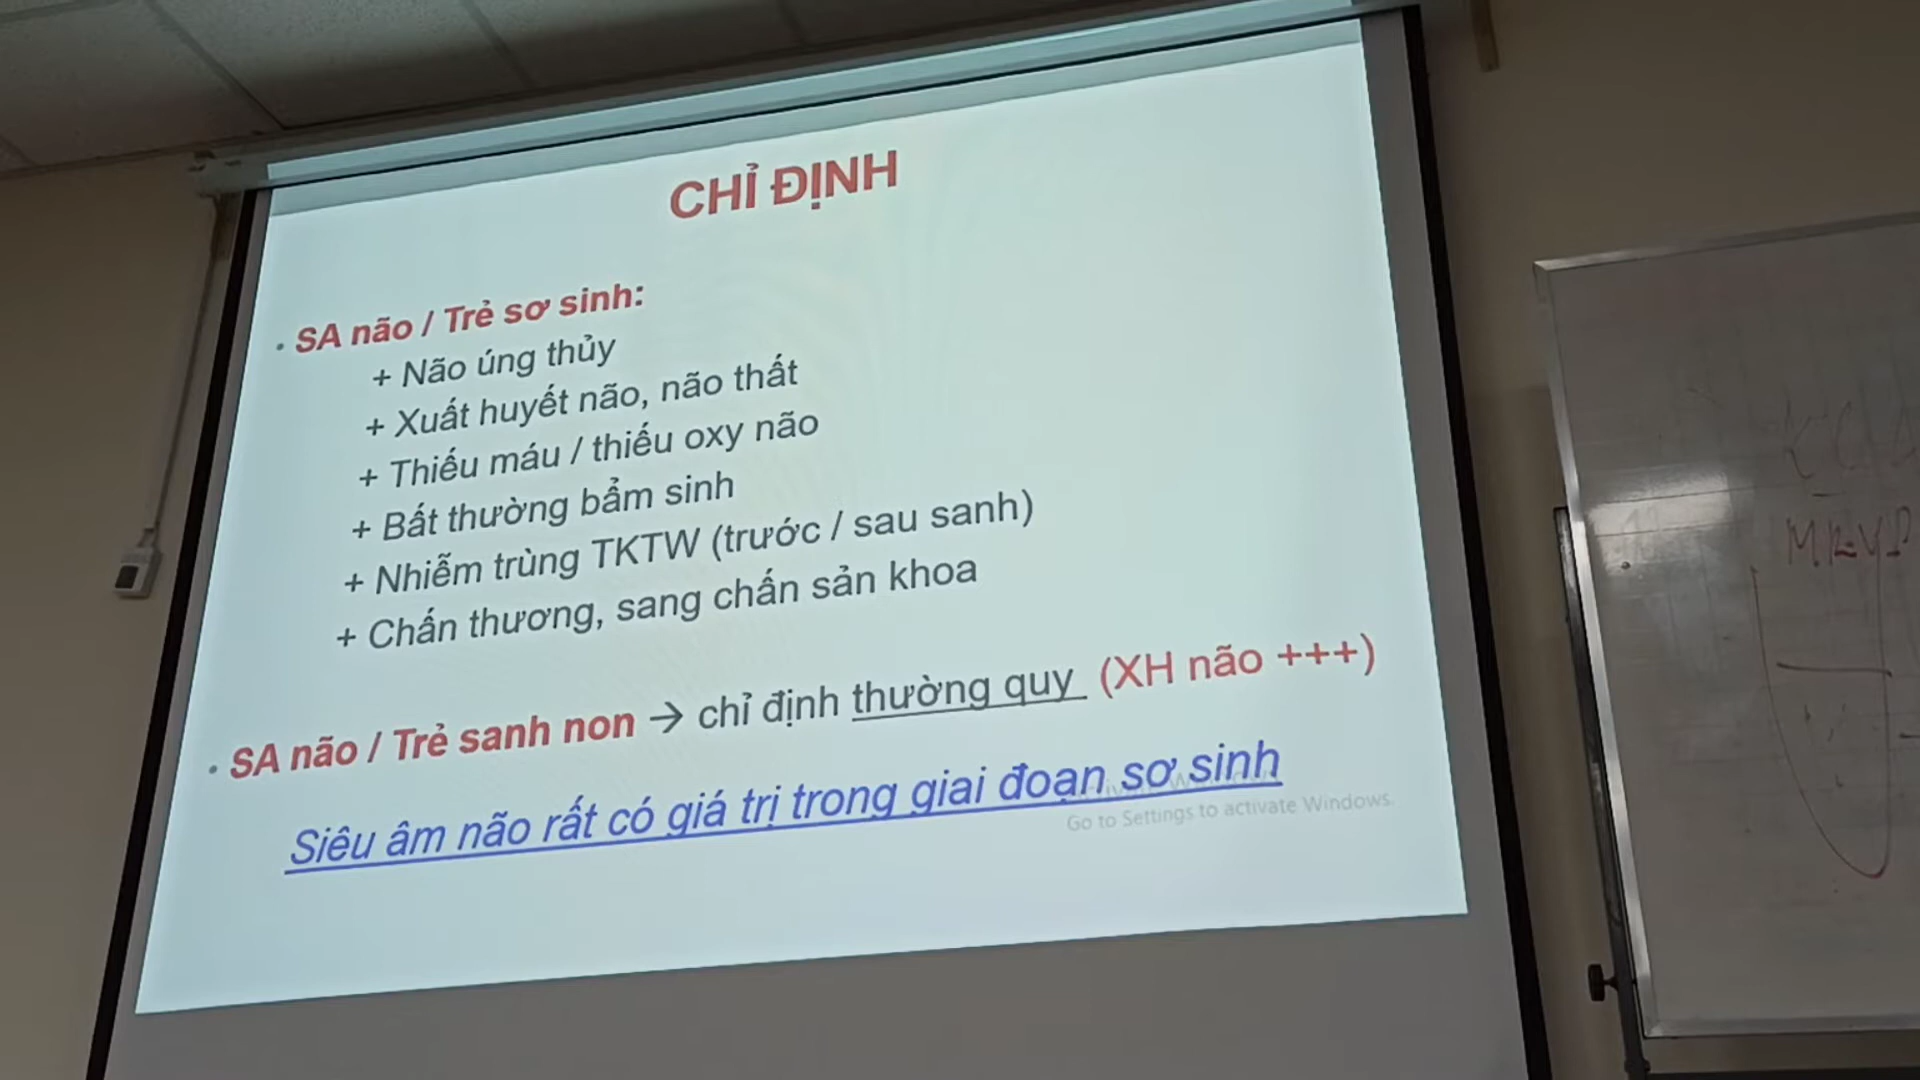 CHỈ ĐỊNH
• SA não / Trẻ sơ sinh:
+ Não úng thủy
+ Xuất huyết não, não thất
+ Thiếu máu / thiếu oxy não
+ Bất thường bẩm sinh
+ Nhiễm trùng TKTW (trước / sau sanh)
+ Chấn thương, sang chấn sản khoa
• SA não / Trẻ sanh non → chỉ định thường quy (XH não +++)
Siêu âm não rất có giá trị trong giai đoạn sơ sinh
Go to Settings to activate Windows.